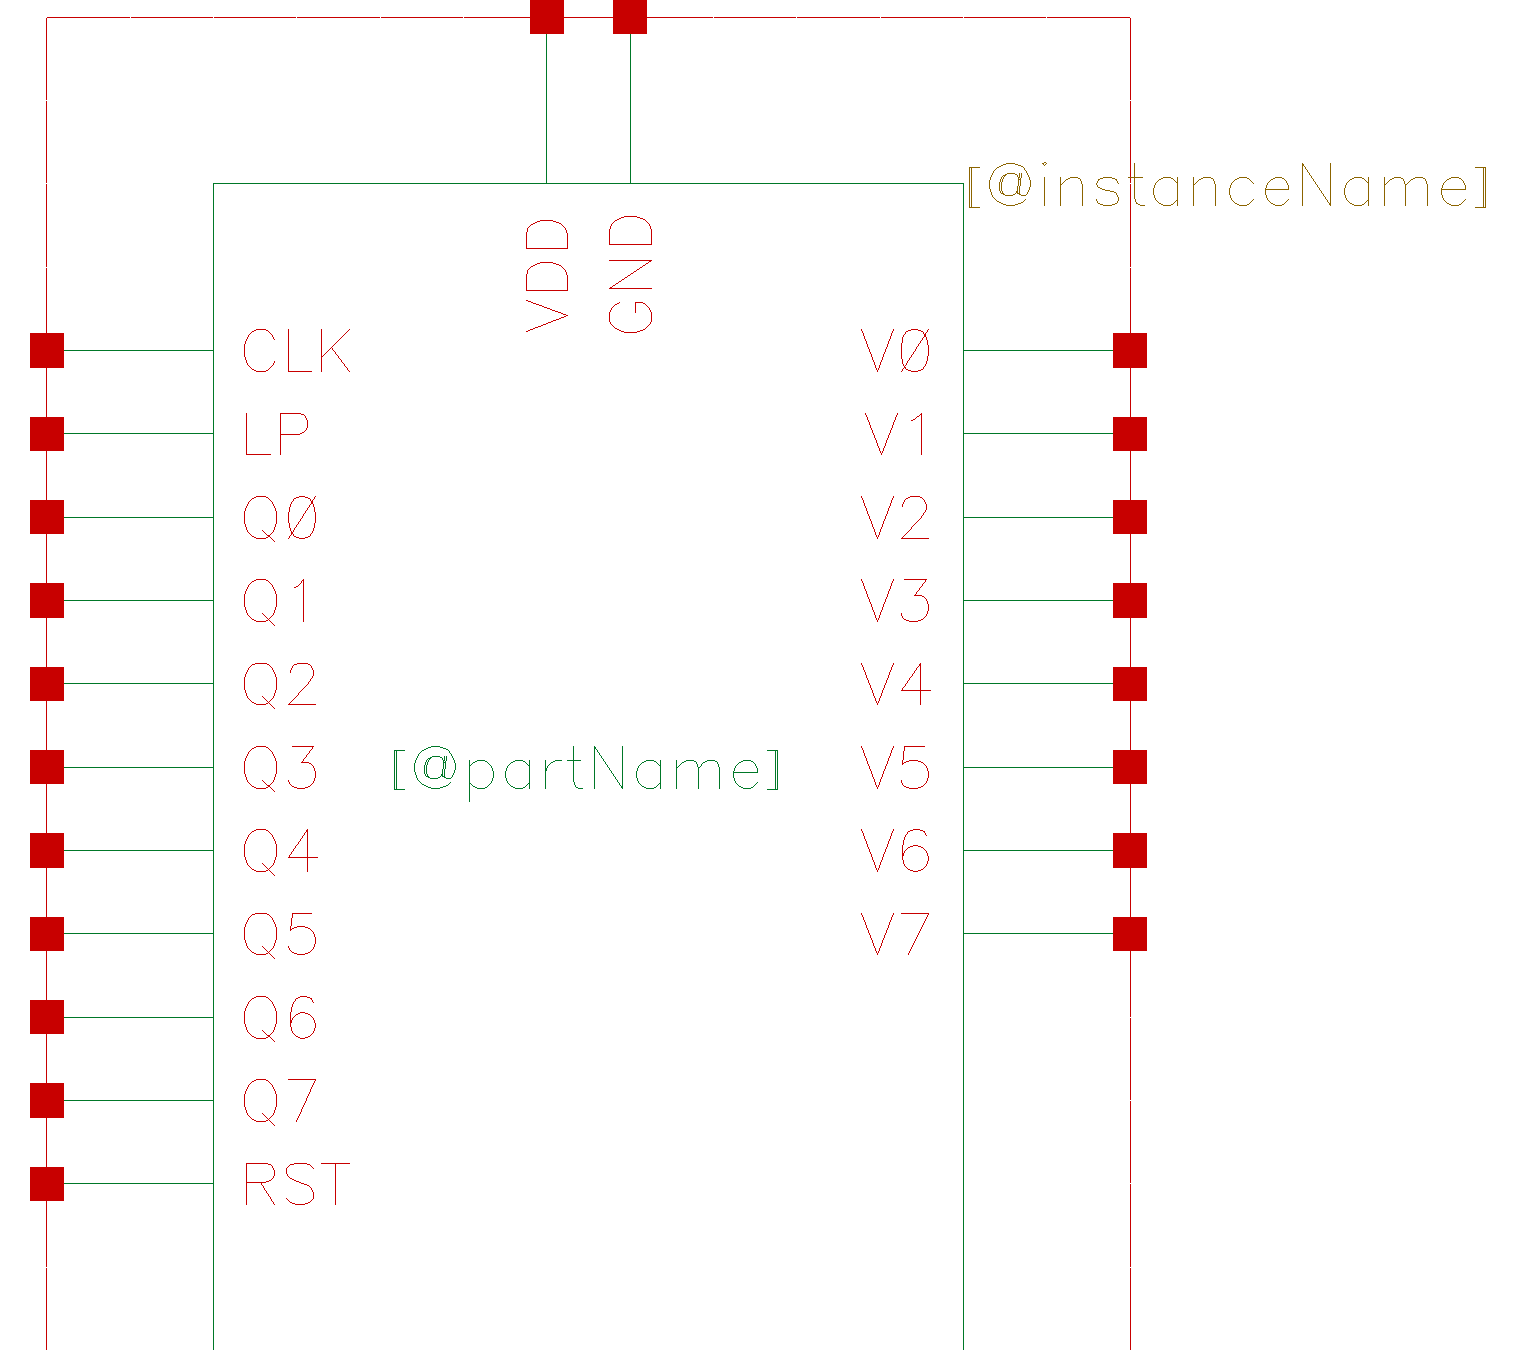 [@instanceName]
VDD GND
CLK V0
LP V1
Q0 V2
Q1 V3
Q2 V4
Q3 [@partName] V5
Q4 V6
Q5 V7
Q6
Q7
RST